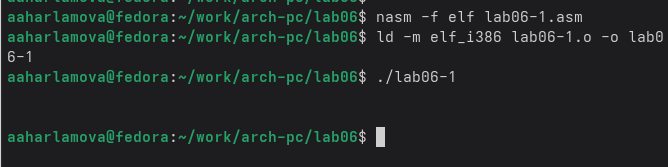 aaharlamova@fedora:~/work/arch-pc/lab06$ nasm -f elf lab06-1.asm
aaharlamova@fedora:~/work/arch-pc/lab06$ ld -m elf_i386 lab06-1.o -o lab0
6-1
aaharlamova@fedora:~/work/arch-pc/lab06$ ./lab06-1
aaharlamova@fedora:~/work/arch-pc/lab06$